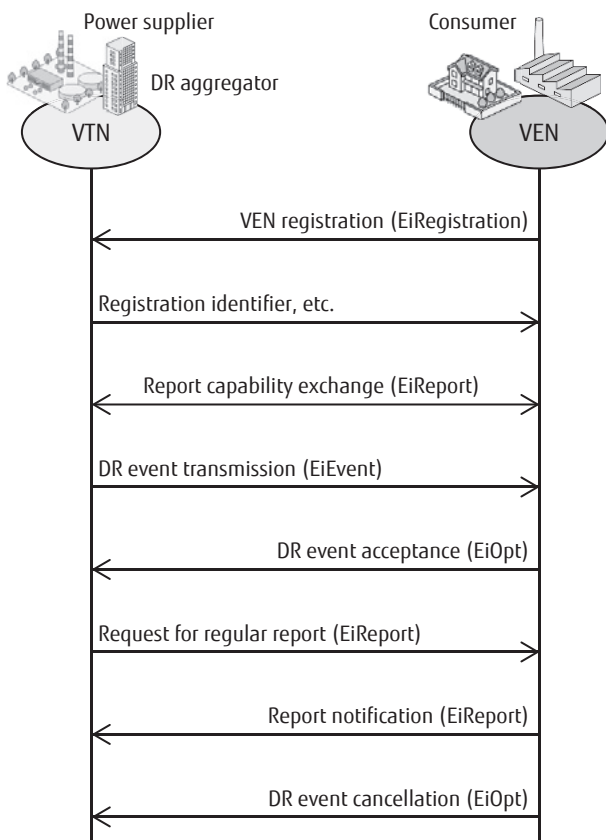 Power supplier
Consumer
DR aggregator
VTN
VEN
VEN registration (EiRegistration)
Registration identifier, etc.
Report capability exchange (EiReport)
DR event transmission (EiEvent)
DR event acceptance (EiOpt)
Request for regular report (EiReport)
Report notification (EiReport)
DR event cancellation (EiOpt)